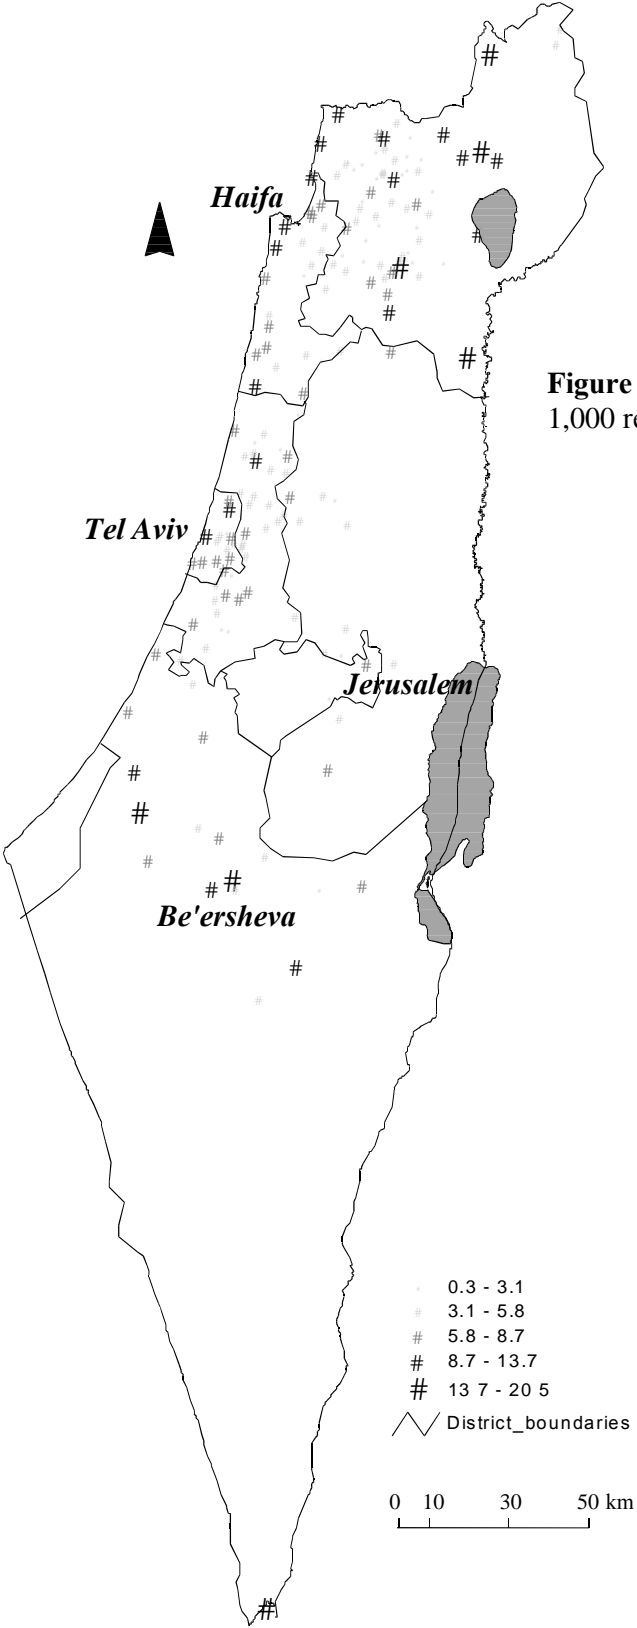 Haifa
Figure
1,000 re
Tel Aviv
Jerusalem
Be'ersheva
0.3 - 3.1
3.1 - 5.8
5.8 - 8.7
8.7 - 13.7
13 7 - 20 5
District_boundaries
0 10 30 50 km